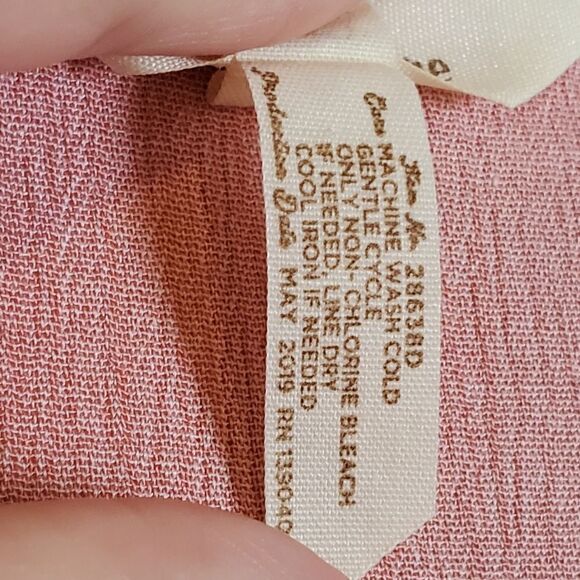 Item No. 28638D
Care MACHINE WASH COLD
GENTLE CYCLE
ONLY NON- CHLORINE BLEACH
IF NEEDED, LINE DRY
COOL IRON IF NEEDED
Production Date MAY 2019 RN 139040